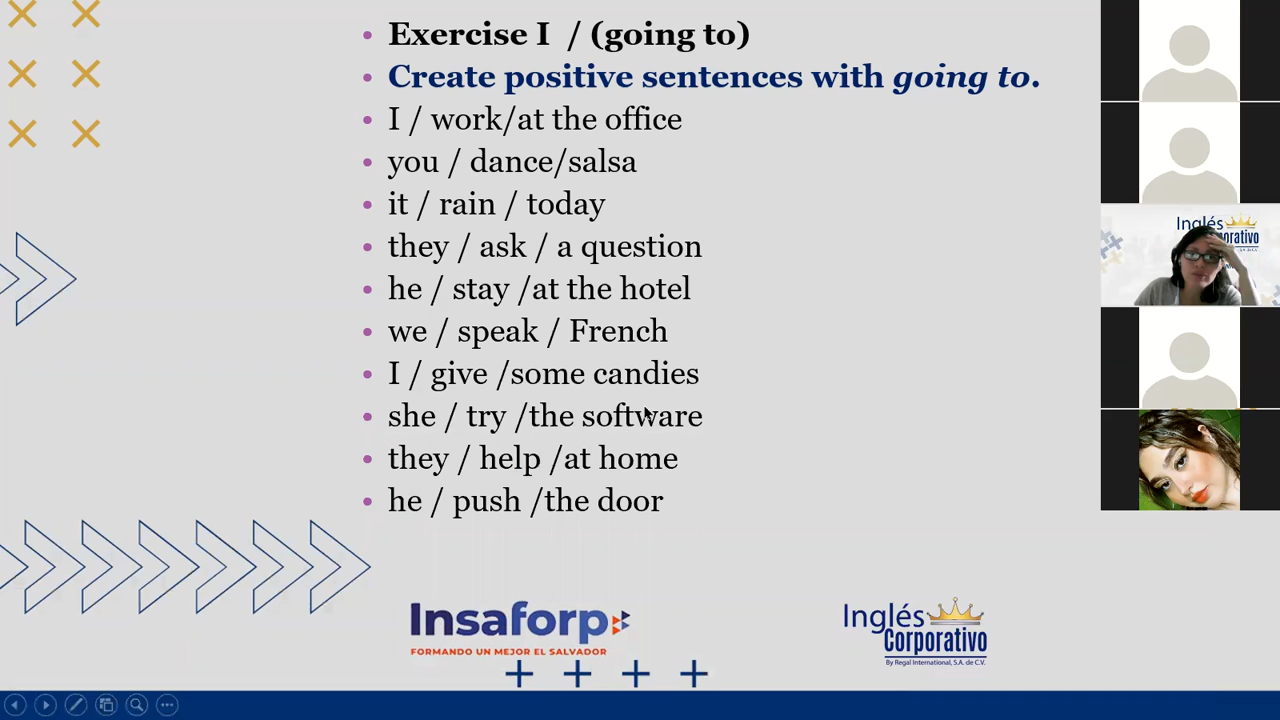 Exercise I / (going to)
Create positive sentences with going to.
I / work/at the office
you / dance/salsa
it / rain / today
they / ask / a question
he / stay /at the hotel
we / speak / French
I / give /some candies
she / try /the software
they / help /at home
he / push /the door
Insaforp
FORMANDO UN MEJOR EL SALVADOR
Inglés
Corporativo
By Regal International, S.A. de C.V.
Inglés